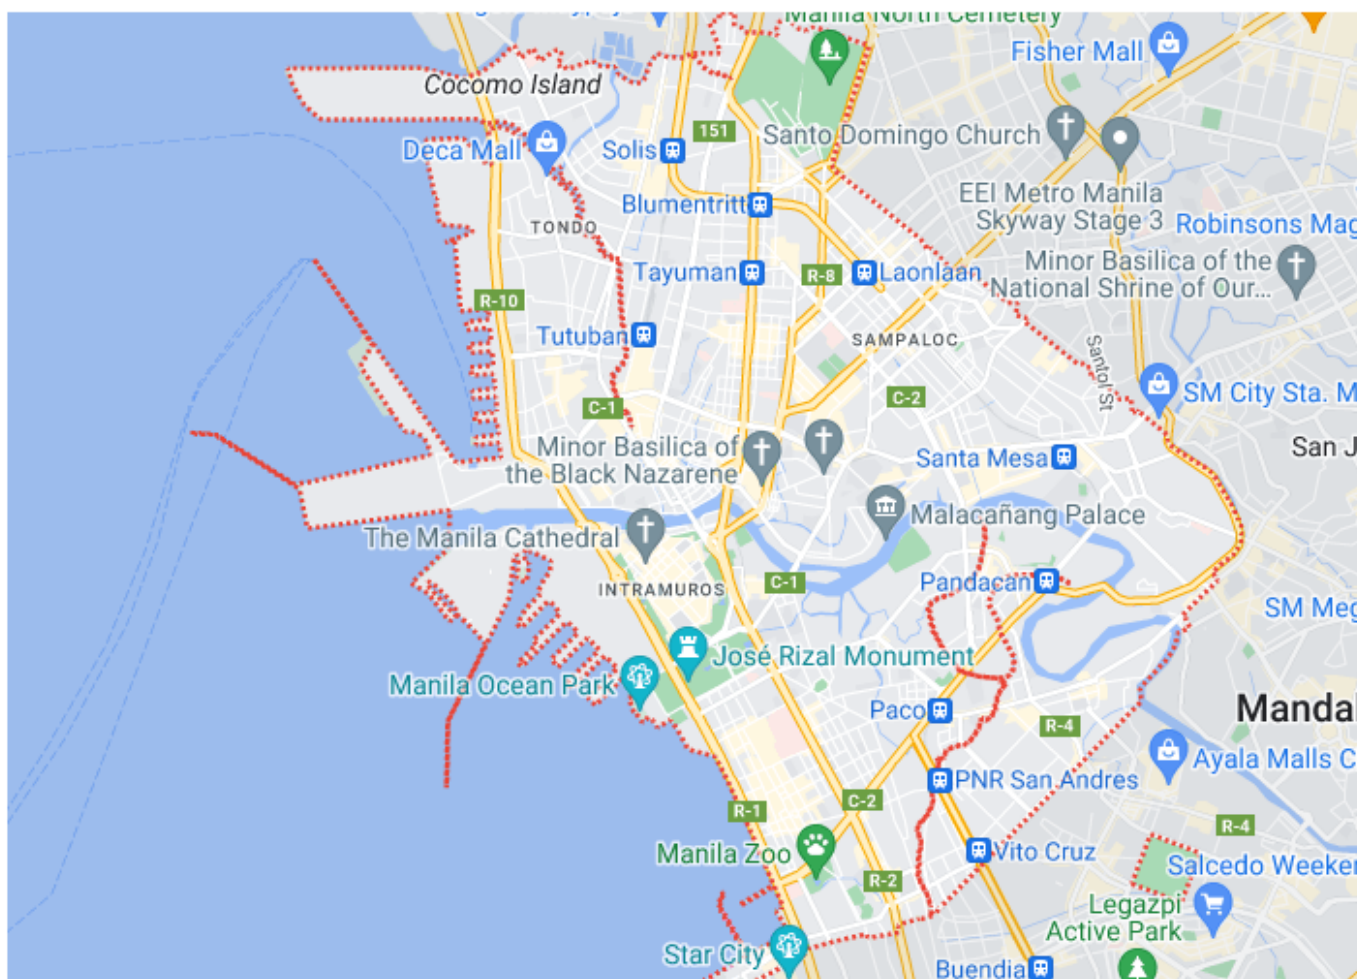 Manila North Cemetery
Fisher Mall
Cocomo Island
151
Santo Domingo Church
Deca Mall
Solis
EEI Metro Manila
Skyway Stage 3
Blumentritt
Robinsons Mag
TONDO
Minor Basilica of the
National Shrine of Our...
Tayuman
R-8
Laonlaan
R-10
Tutuban
SAMPALOC
Santol St
SM City Sta. M
C-2
C-1
Minor Basilica of
the Black Nazarene
Santa Mesa
San J
Malacañang Palace
The Manila Cathedral
INTRAMUROS
C-1
Pandacan
SM Meg
José Rizal Monument
Manila Ocean Park
Paco
R-4
Mandal
Ayala Malls C
PNR San Andres
R-1
C-2
R-4
Manila Zoo
Vito Cruz
Salcedo Weeken
R-2
Legazpi
Active Park
Star City
Buendia